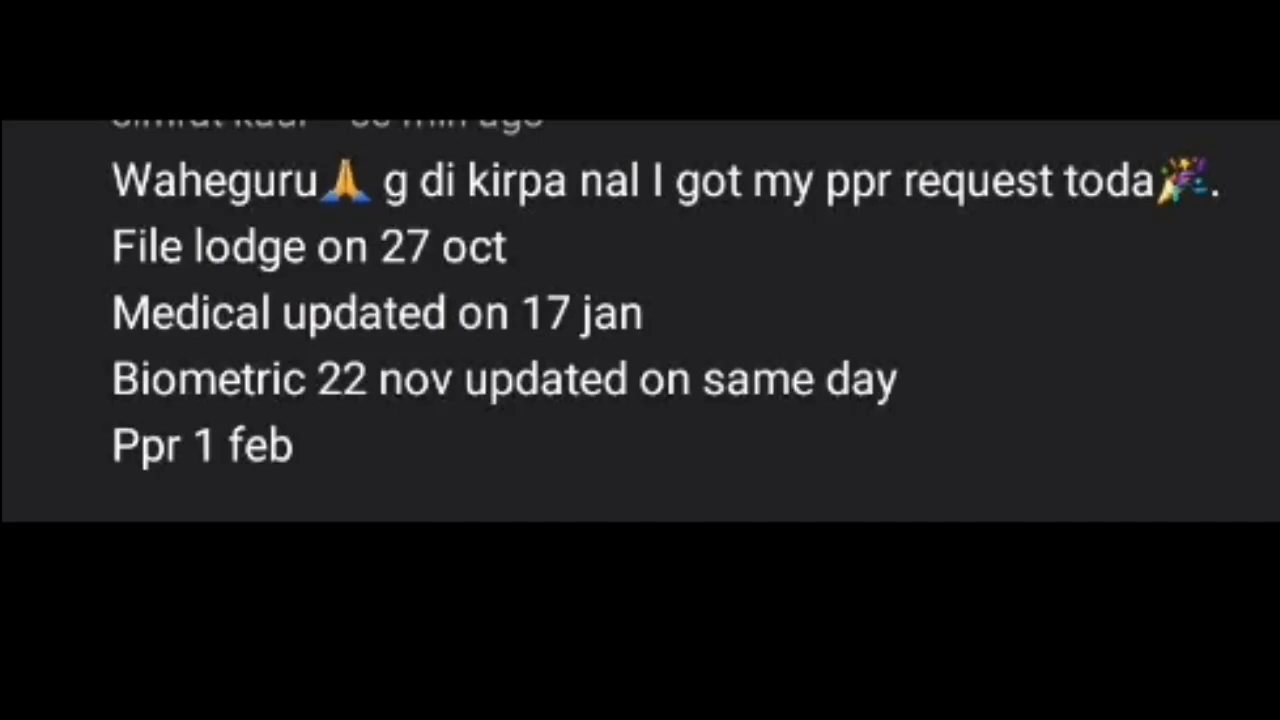 Waheguru🙏 g di kirpa nal I got my ppr request toda🎉.
File lodge on 27 oct
Medical updated on 17 jan
Biometric 22 nov updated on same day
Ppr 1 feb